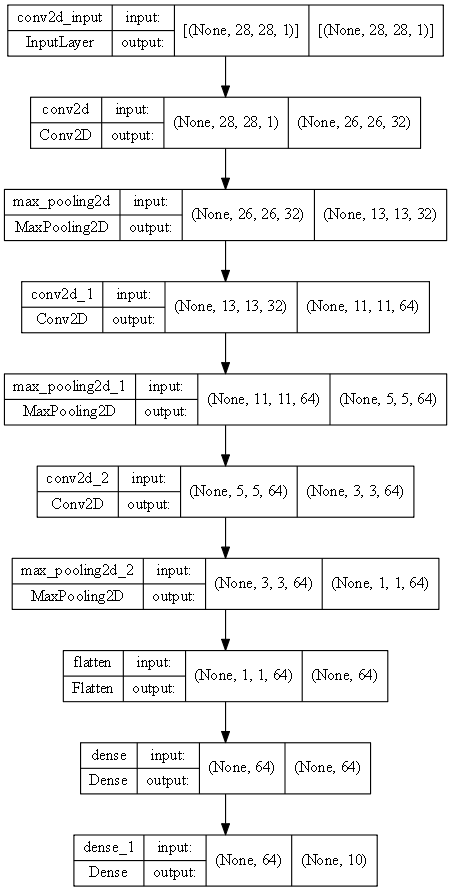 conv2d_input input: [(None, 28, 28, 1)] [(None, 28, 28, 1)]
InputLayer output:
conv2d input: (None, 28, 28, 1) (None, 26, 26, 32)
Conv2D output:
max_pooling2d input: (None, 26, 26, 32) (None, 13, 13, 32)
MaxPooling2D output:
conv2d_1 input: (None, 13, 13, 32) (None, 11, 11, 64)
Conv2D output:
max_pooling2d_1 input: (None, 11, 11, 64) (None, 5, 5, 64)
MaxPooling2D output:
conv2d_2 input: (None, 5, 5, 64) (None, 3, 3, 64)
Conv2D output:
max_pooling2d_2 input: (None, 3, 3, 64) (None, 1, 1, 64)
MaxPooling2D output:
flatten input: (None, 1, 1, 64) (None, 64)
Flatten output:
dense input: (None, 64) (None, 64)
Dense output:
dense_1 input: (None, 64) (None, 10)
Dense output: